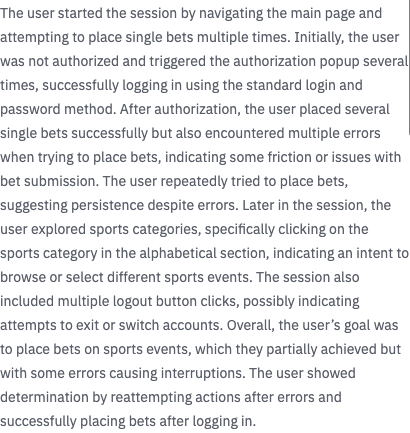 The user started the session by navigating the main page and
attempting to place single bets multiple times. Initially, the user
was not authorized and triggered the authorization popup several
times, successfully logging in using the standard login and
password method. After authorization, the user placed several
single bets successfully but also encountered multiple errors
when trying to place bets, indicating some friction or issues with
bet submission. The user repeatedly tried to place bets,
suggesting persistence despite errors. Later in the session, the
user explored sports categories, specifically clicking on the
sports category in the alphabetical section, indicating an intent to
browse or select different sports events. The session also
included multiple logout button clicks, possibly indicating
attempts to exit or switch accounts. Overall, the user’s goal was
to place bets on sports events, which they partially achieved but
with some errors causing interruptions. The user showed
determination by reattempting actions after errors and
successfully placing bets after logging in.